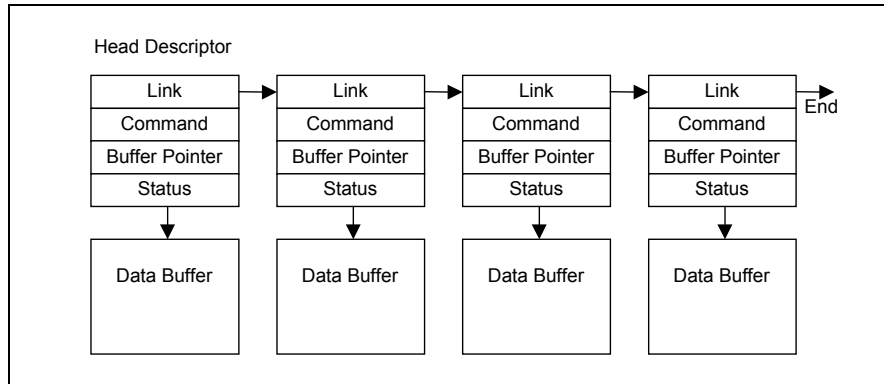 Head Descriptor
Link Link Link Link
End
Command Command Command Command
Buffer Pointer Buffer Pointer Buffer Pointer Buffer Pointer
Status Status Status Status
Data Buffer Data Buffer Data Buffer Data Buffer